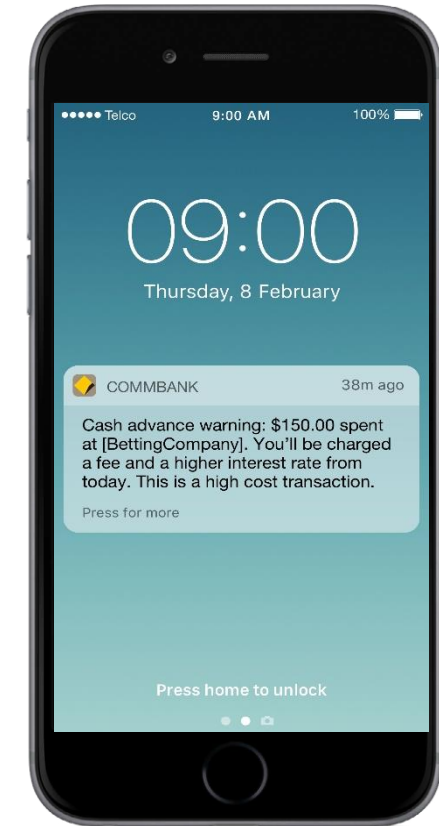 Telco 9:00 AM 100%
09:00
Thursday, 8 February
COMMBANK 38m ago
Cash advance warning: $150.00 spent
at [BettingCompany]. You’ll be charged
a fee and a higher interest rate from
today. This is a high cost transaction.
Press for more
Press home to unlock